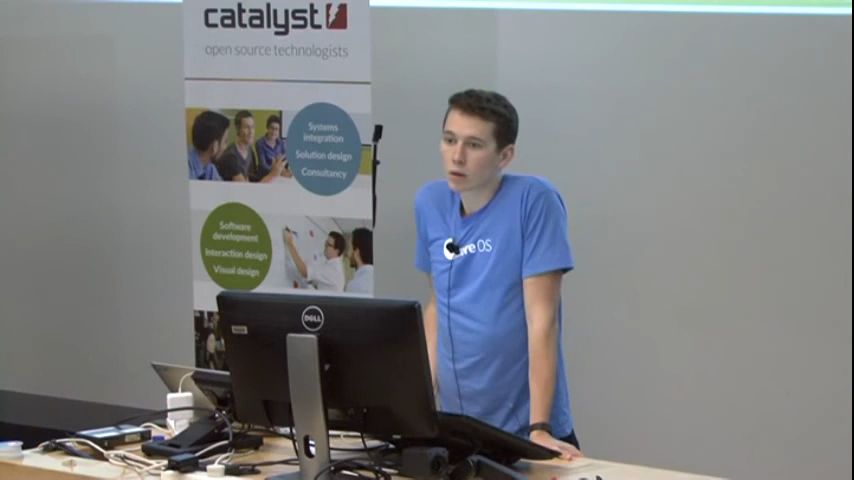 catalyst
open source technologists
Systems
integration
Solution design
Consultancy
Software
development
Interaction design
Visual design
DELL
OS